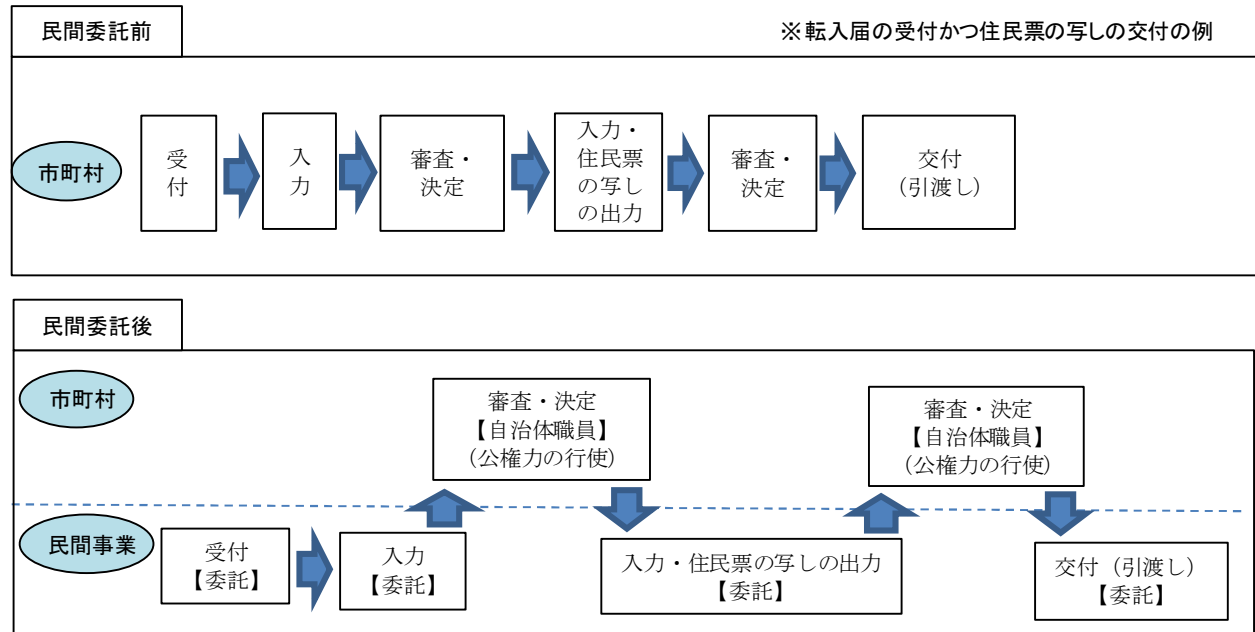 民間委託前
※転入届の受付かつ住民票の写しの交付の例
市町村
受
付
入
力
審査・
決定
入力・
住民票
の写し
の出力
審査・
決定
交付
(引渡し)
民間委託後
市町村
審査・決定
【自治体職員】
(公権力の行使)
審査・決定
【自治体職員】
(公権力の行使)
民間事業
受付
【委託】
入力
【委託】
入力・住民票の写しの出力
【委託】
交付（引渡し）
【委託】